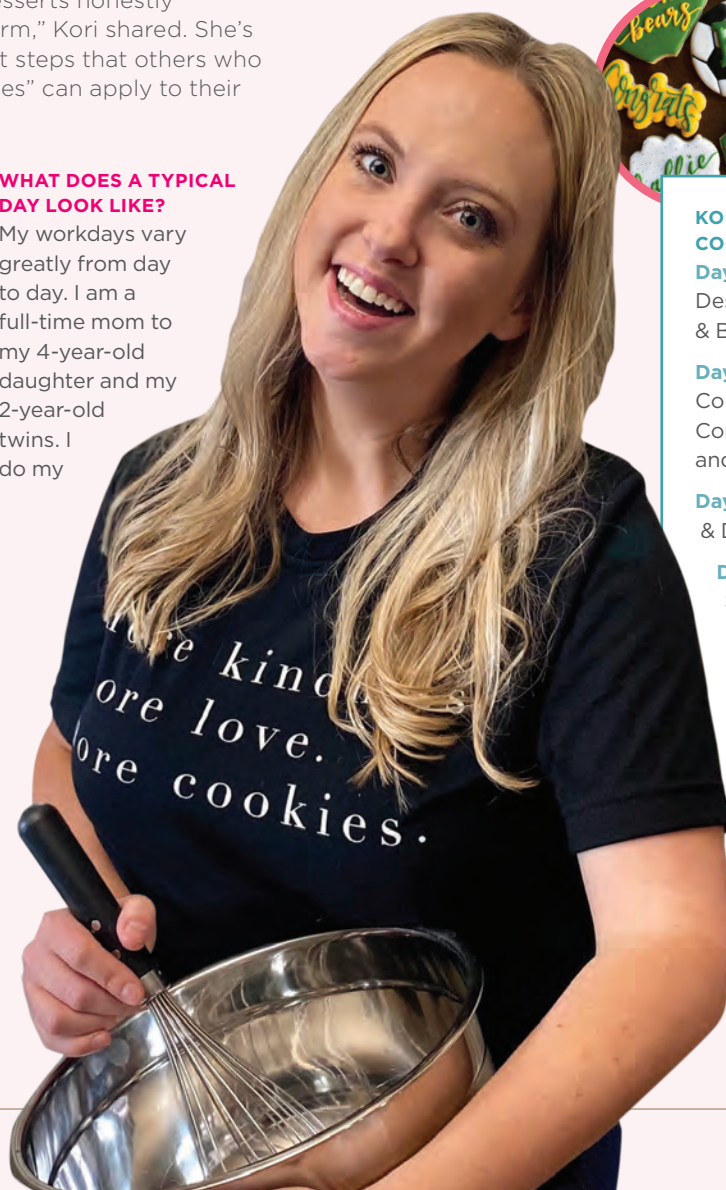 esserts honestly
rm,” Kori shared. She’s
t steps that others who
es” can apply to their
WHAT DOES A TYPICAL
DAY LOOK LIKE?
My workdays vary
greatly from day
to day. I am a
full-time mom to
my 4-year-old
daughter and my
2-year-old
twins. I
do my
ore kind s
ore love.
ore cookies.
bears
ongrats
allie
KO
CO
Day
Des
& B
Day
Co
Co
and
Day
& D
D